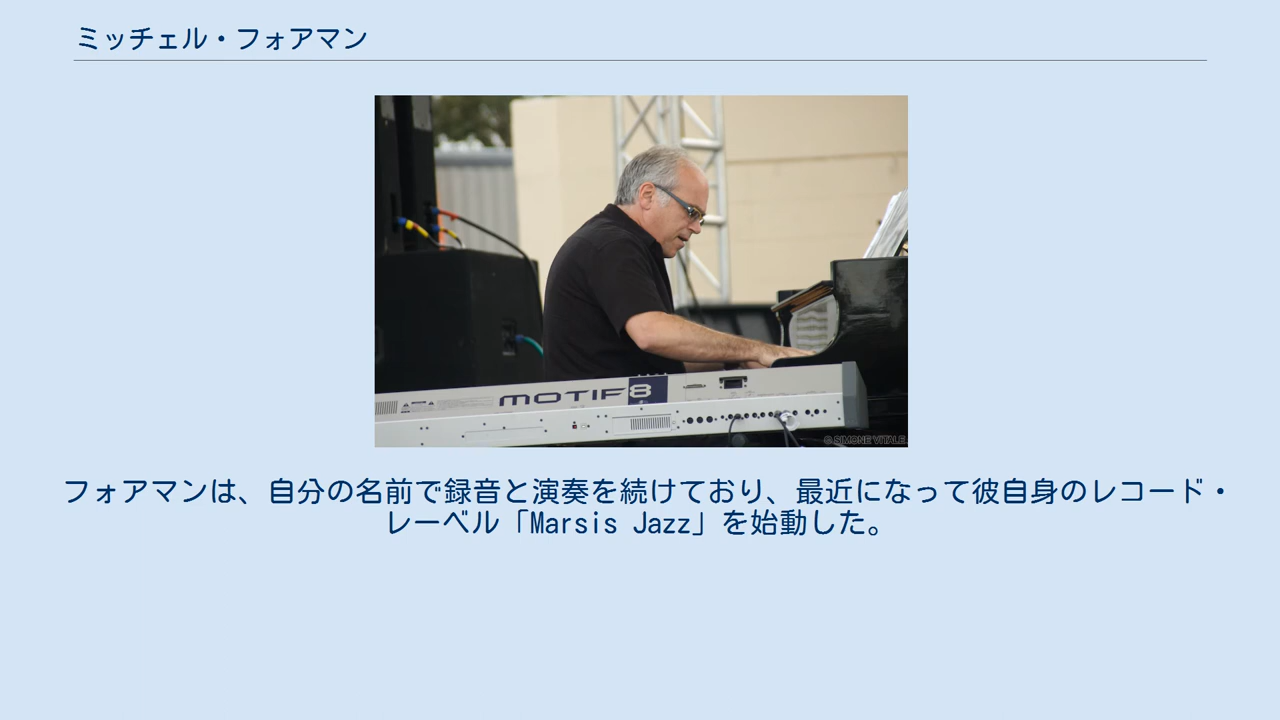 ミッチェル・フォアマン
MOTIF8
© SIMONE VITALE
フォアマンは、自分の名前で録音と演奏を続けており、最近になって彼自身のレコード・
レーベル「Marsis Jazz」を始動した。